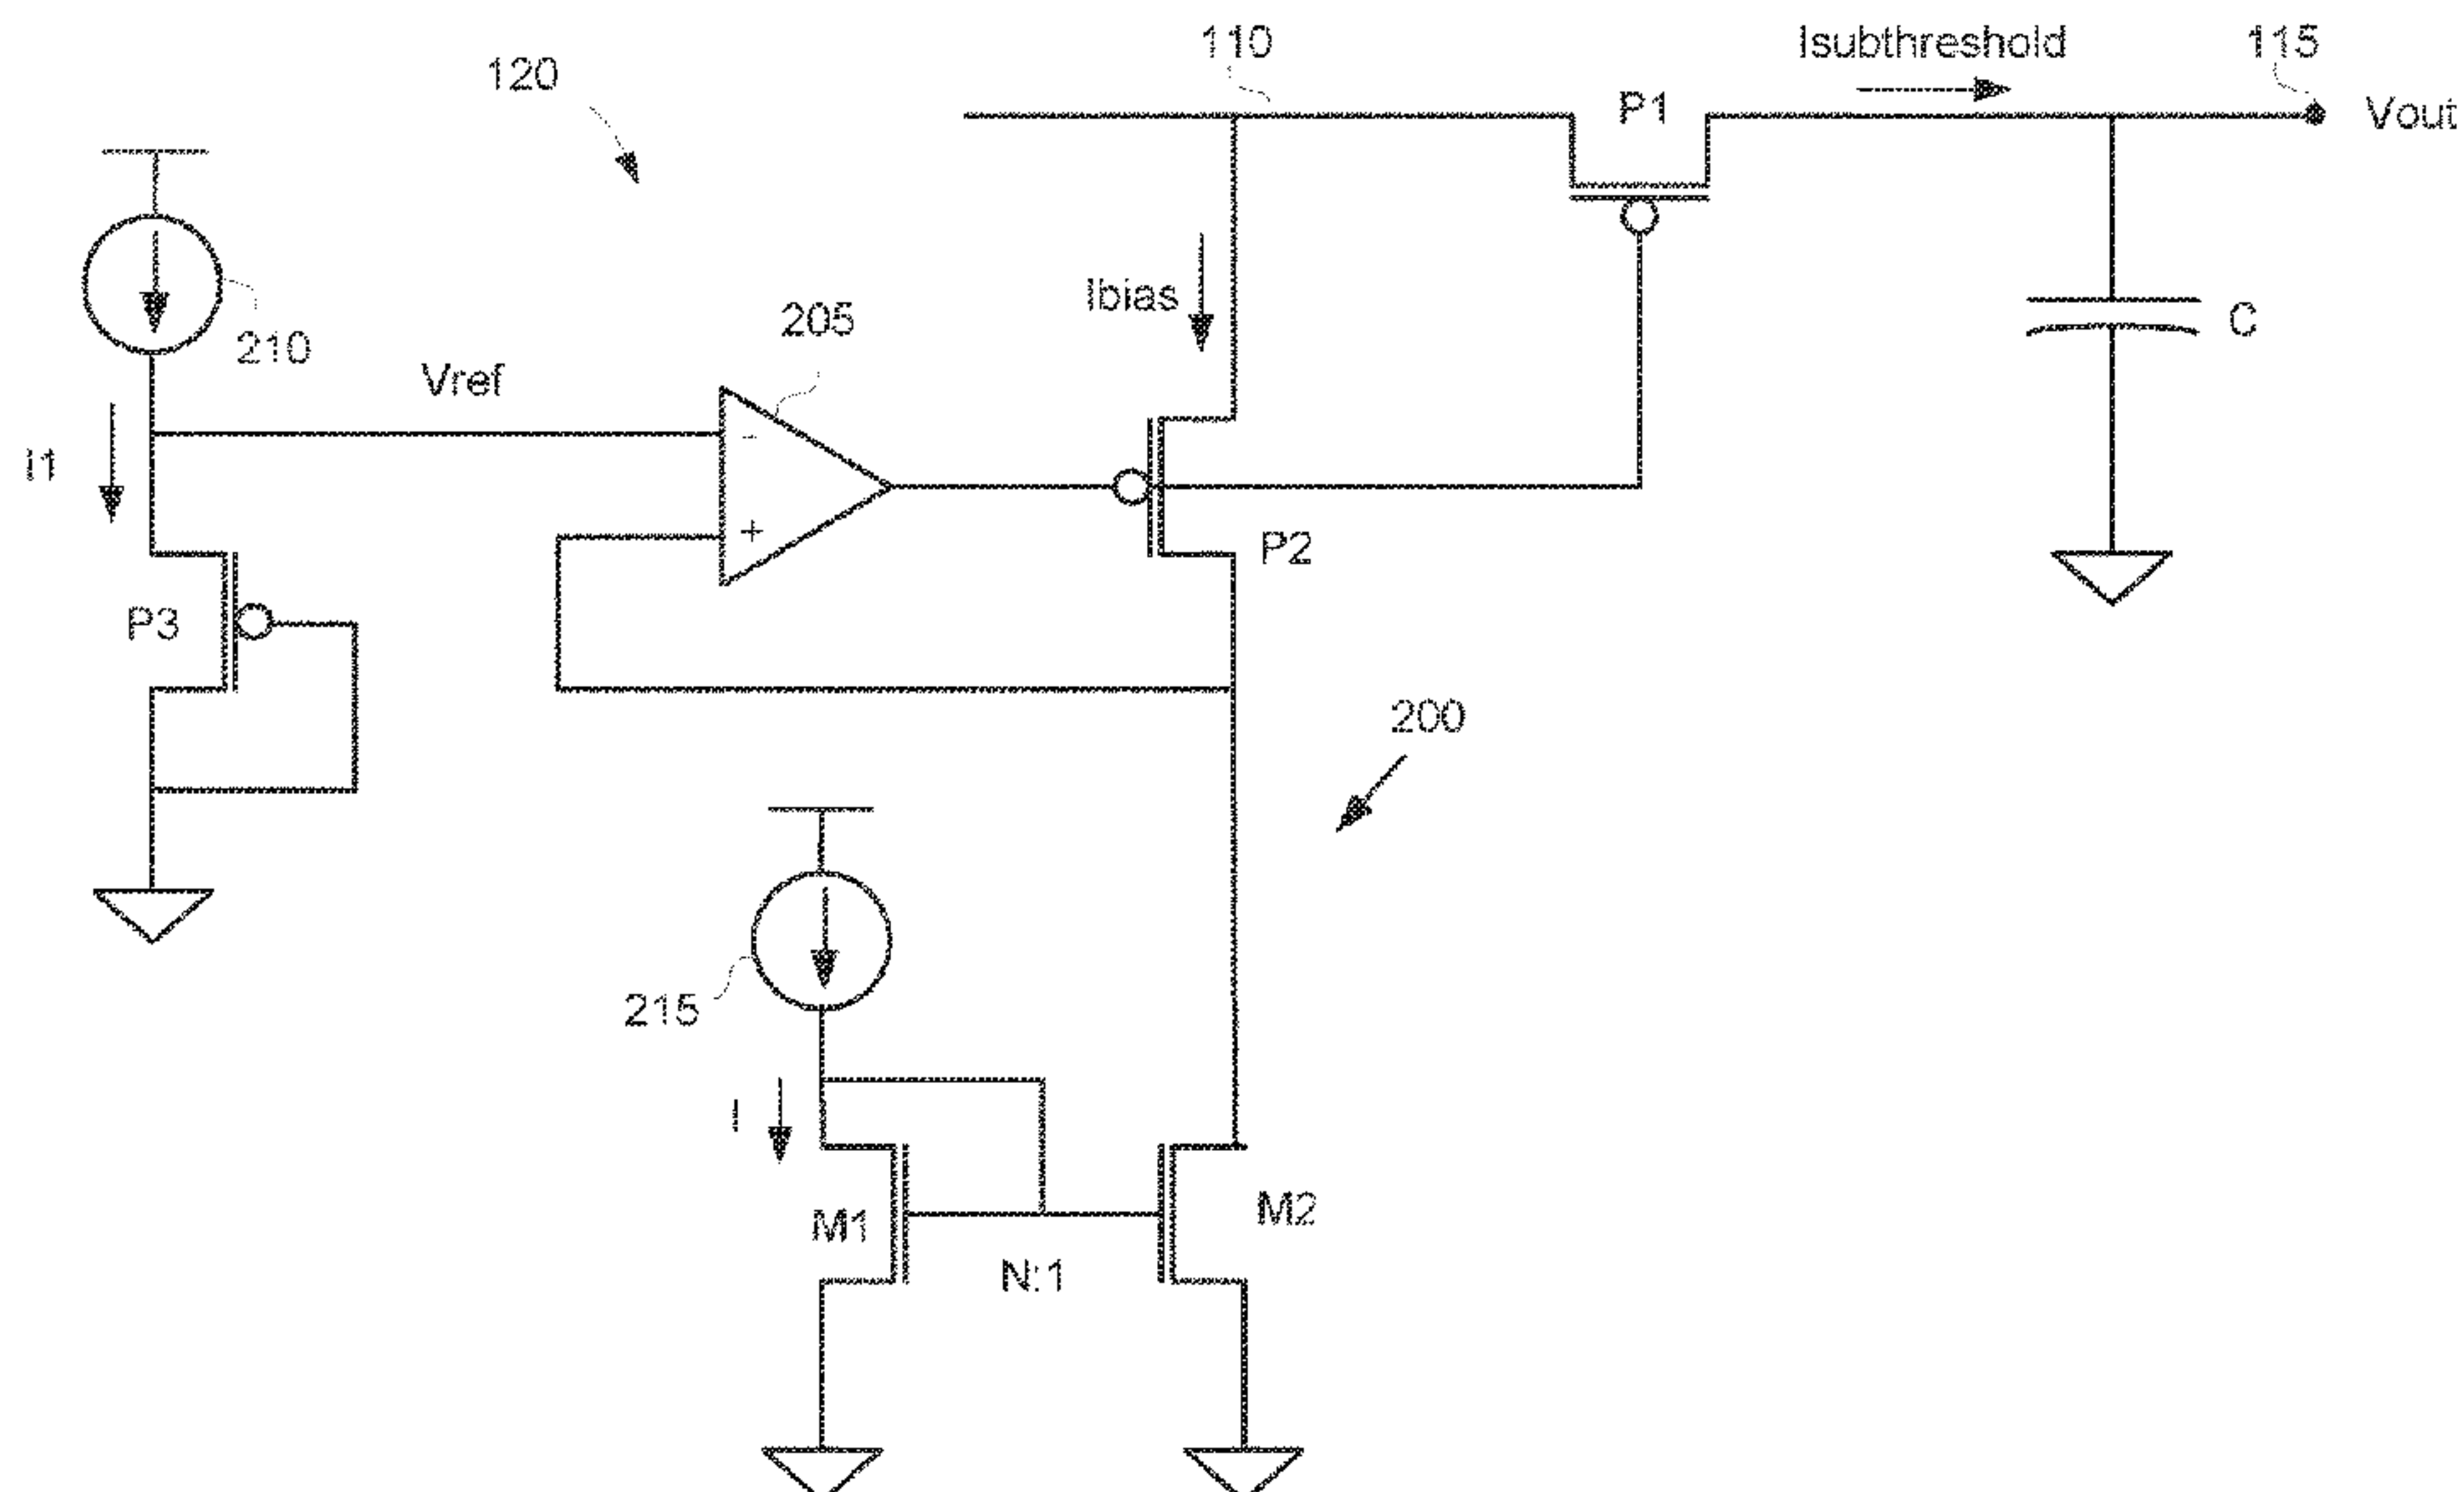 110
Isubthreshold
115
120
P1
Vout
Ibias
205
210
C
Vref
-
I1
+
P2
P3
200
215
I
M1
M2
N:1